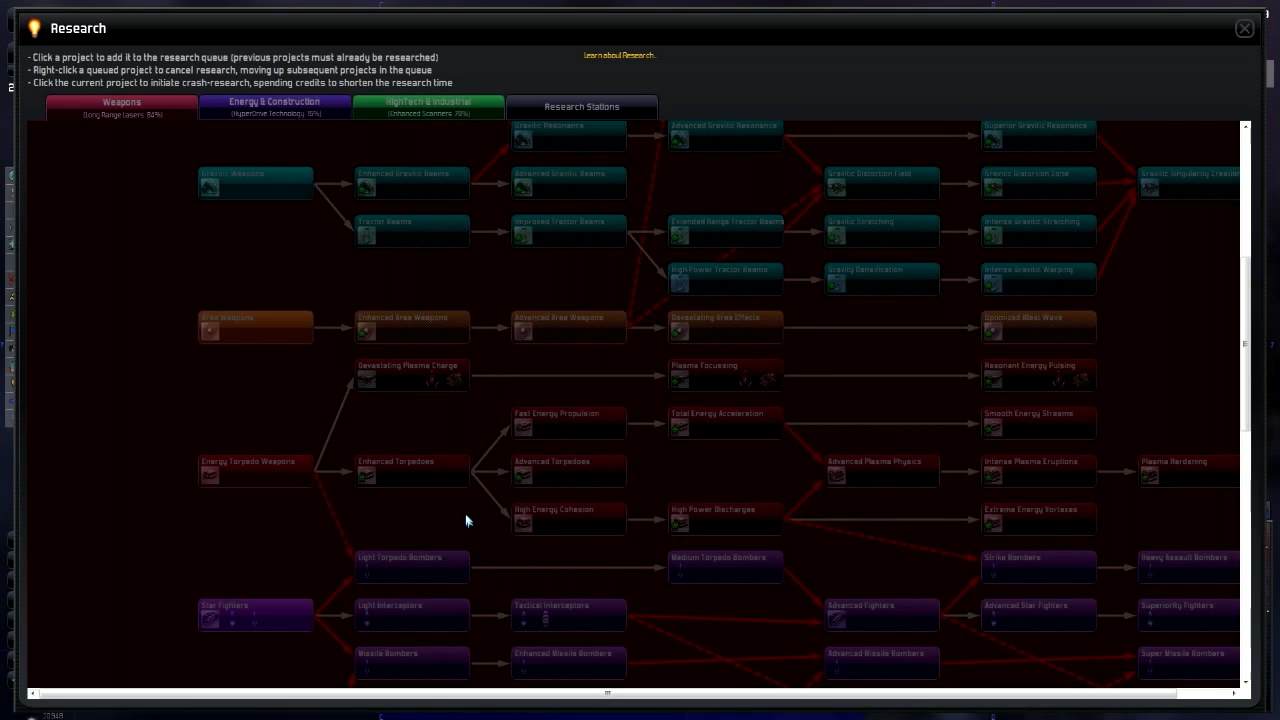 Research
- Click a project to add it to the research queue (previous projects must already be researched)
Learn about Research..
- Right-click a queued project to cancel research, moving up subsequent projects in the queue
- Click the current project to initiate crash-research, spending credits to shorten the research time
Weapons
(Long Range Lasers: 84%)
Energy & Construction
(HyperDrive Technology: 15%)
HighTech & Industrial
(Enhanced Scanners: 70%)
Research Stations
Gravitic Resonance
Advanced Gravitic Resonance
Superior Gravitic Resonance
Gravitic Weapons
Enhanced Gravitic Beams
Advanced Gravitic Beams
Gravitic Distortion Field
Gravitic Distortion Zone
Gravitic Singularity Creation
Tractor Beams
Improved Tractor Beams
Extended Range Tractor Beams
Gravitic Stretching
Intense Gravitic Stretching
High Power Tractor Beams
Gravity Densification
Intense Gravitic Warping
Area Weapons
Enhanced Area Weapons
Advanced Area Weapons
Devastating Area Effects
Optimized Blast Wave
Devastating Plasma Charge
Plasma Focussing
Resonant Energy Pulsing
Fast Energy Propulsion
Total Energy Acceleration
Smooth Energy Streams
Energy Torpedo Weapons
Enhanced Torpedoes
Advanced Torpedoes
Advanced Plasma Physics
Intense Plasma Eruptions
Plasma Hardening
High Energy Cohesion
High Power Discharges
Extreme Energy Vortexes
Light Torpedo Bombers
Medium Torpedo Bombers
Strike Bombers
Heavy Assault Bombers
Star Fighters
Light Interceptors
Tactical Interceptors
Advanced Fighters
Advanced Star Fighters
Superiority Fighters
Missile Bombers
Enhanced Missile Bombers
Advanced Missile Bombers
Super Missile Bombers
20949